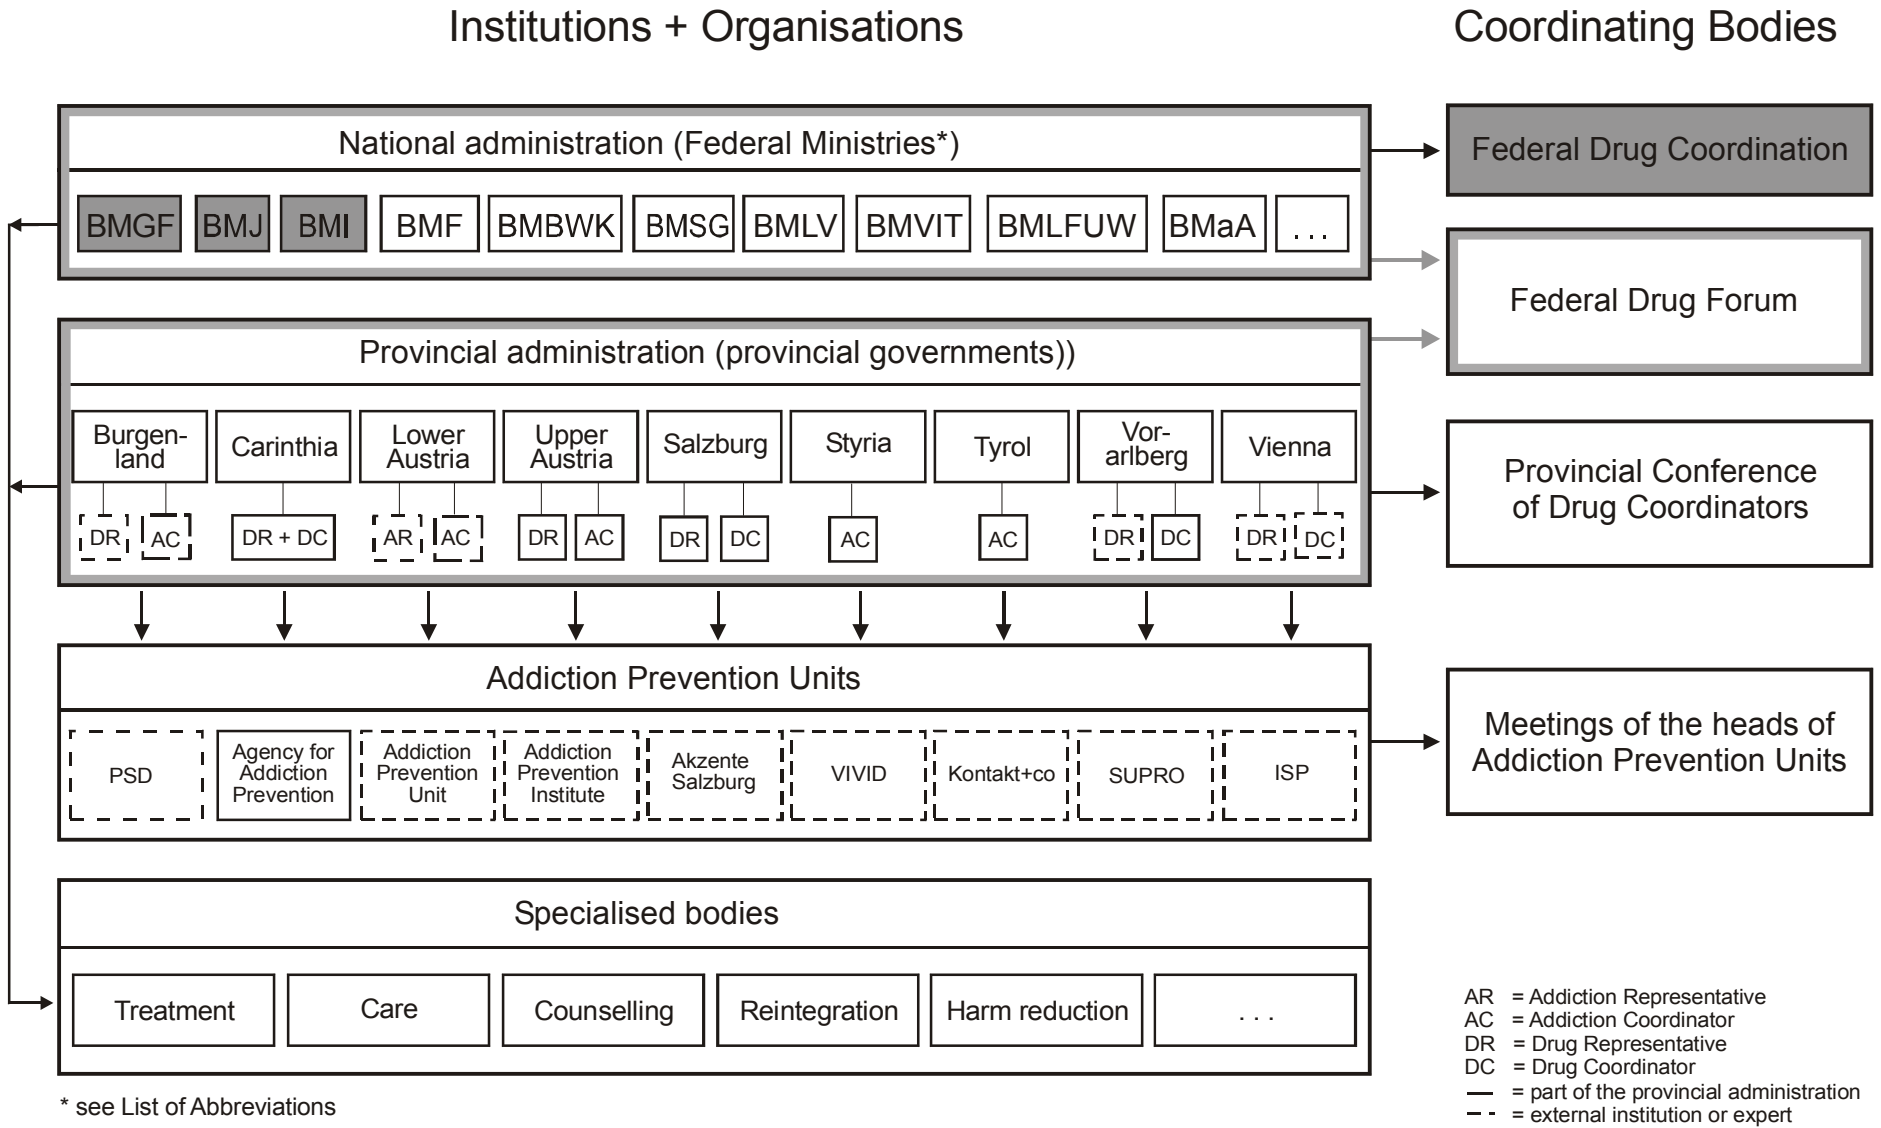 Institutions + Organisations
Coordinating Bodies
National administration (Federal Ministries*)
BMGF
BMJ
BMI
BMF
BMBWK
BMSG
BMLV
BMVIT
BMLFUW
BMaA
...
Federal Drug Coordination
Federal Drug Forum
Provincial administration (provincial governments))
Burgen-
land
Carinthia
Lower
Austria
Upper
Austria
Salzburg
Styria
Tyrol
Vor-
arlberg
Vienna
DR
AC
DR + DC
AR
AC
DR
AC
DR
DC
AC
AC
DR
DC
DR
DC
Provincial Conference
of Drug Coordinators
Addiction Prevention Units
PSD
Agency for
Addiction
Prevention
Addiction
Prevention
Unit
Addiction
Prevention
Institute
Akzente
Salzburg
VIVID
Kontakt+co
SUPRO
ISP
Meetings of the heads of
Addiction Prevention Units
Specialised bodies
Treatment
Care
Counselling
Reintegration
Harm reduction
...
AR = Addiction Representative
AC = Addiction Coordinator
DR = Drug Representative
DC = Drug Coordinator
= part of the provincial administration
= external institution or expert
* see List of Abbreviations